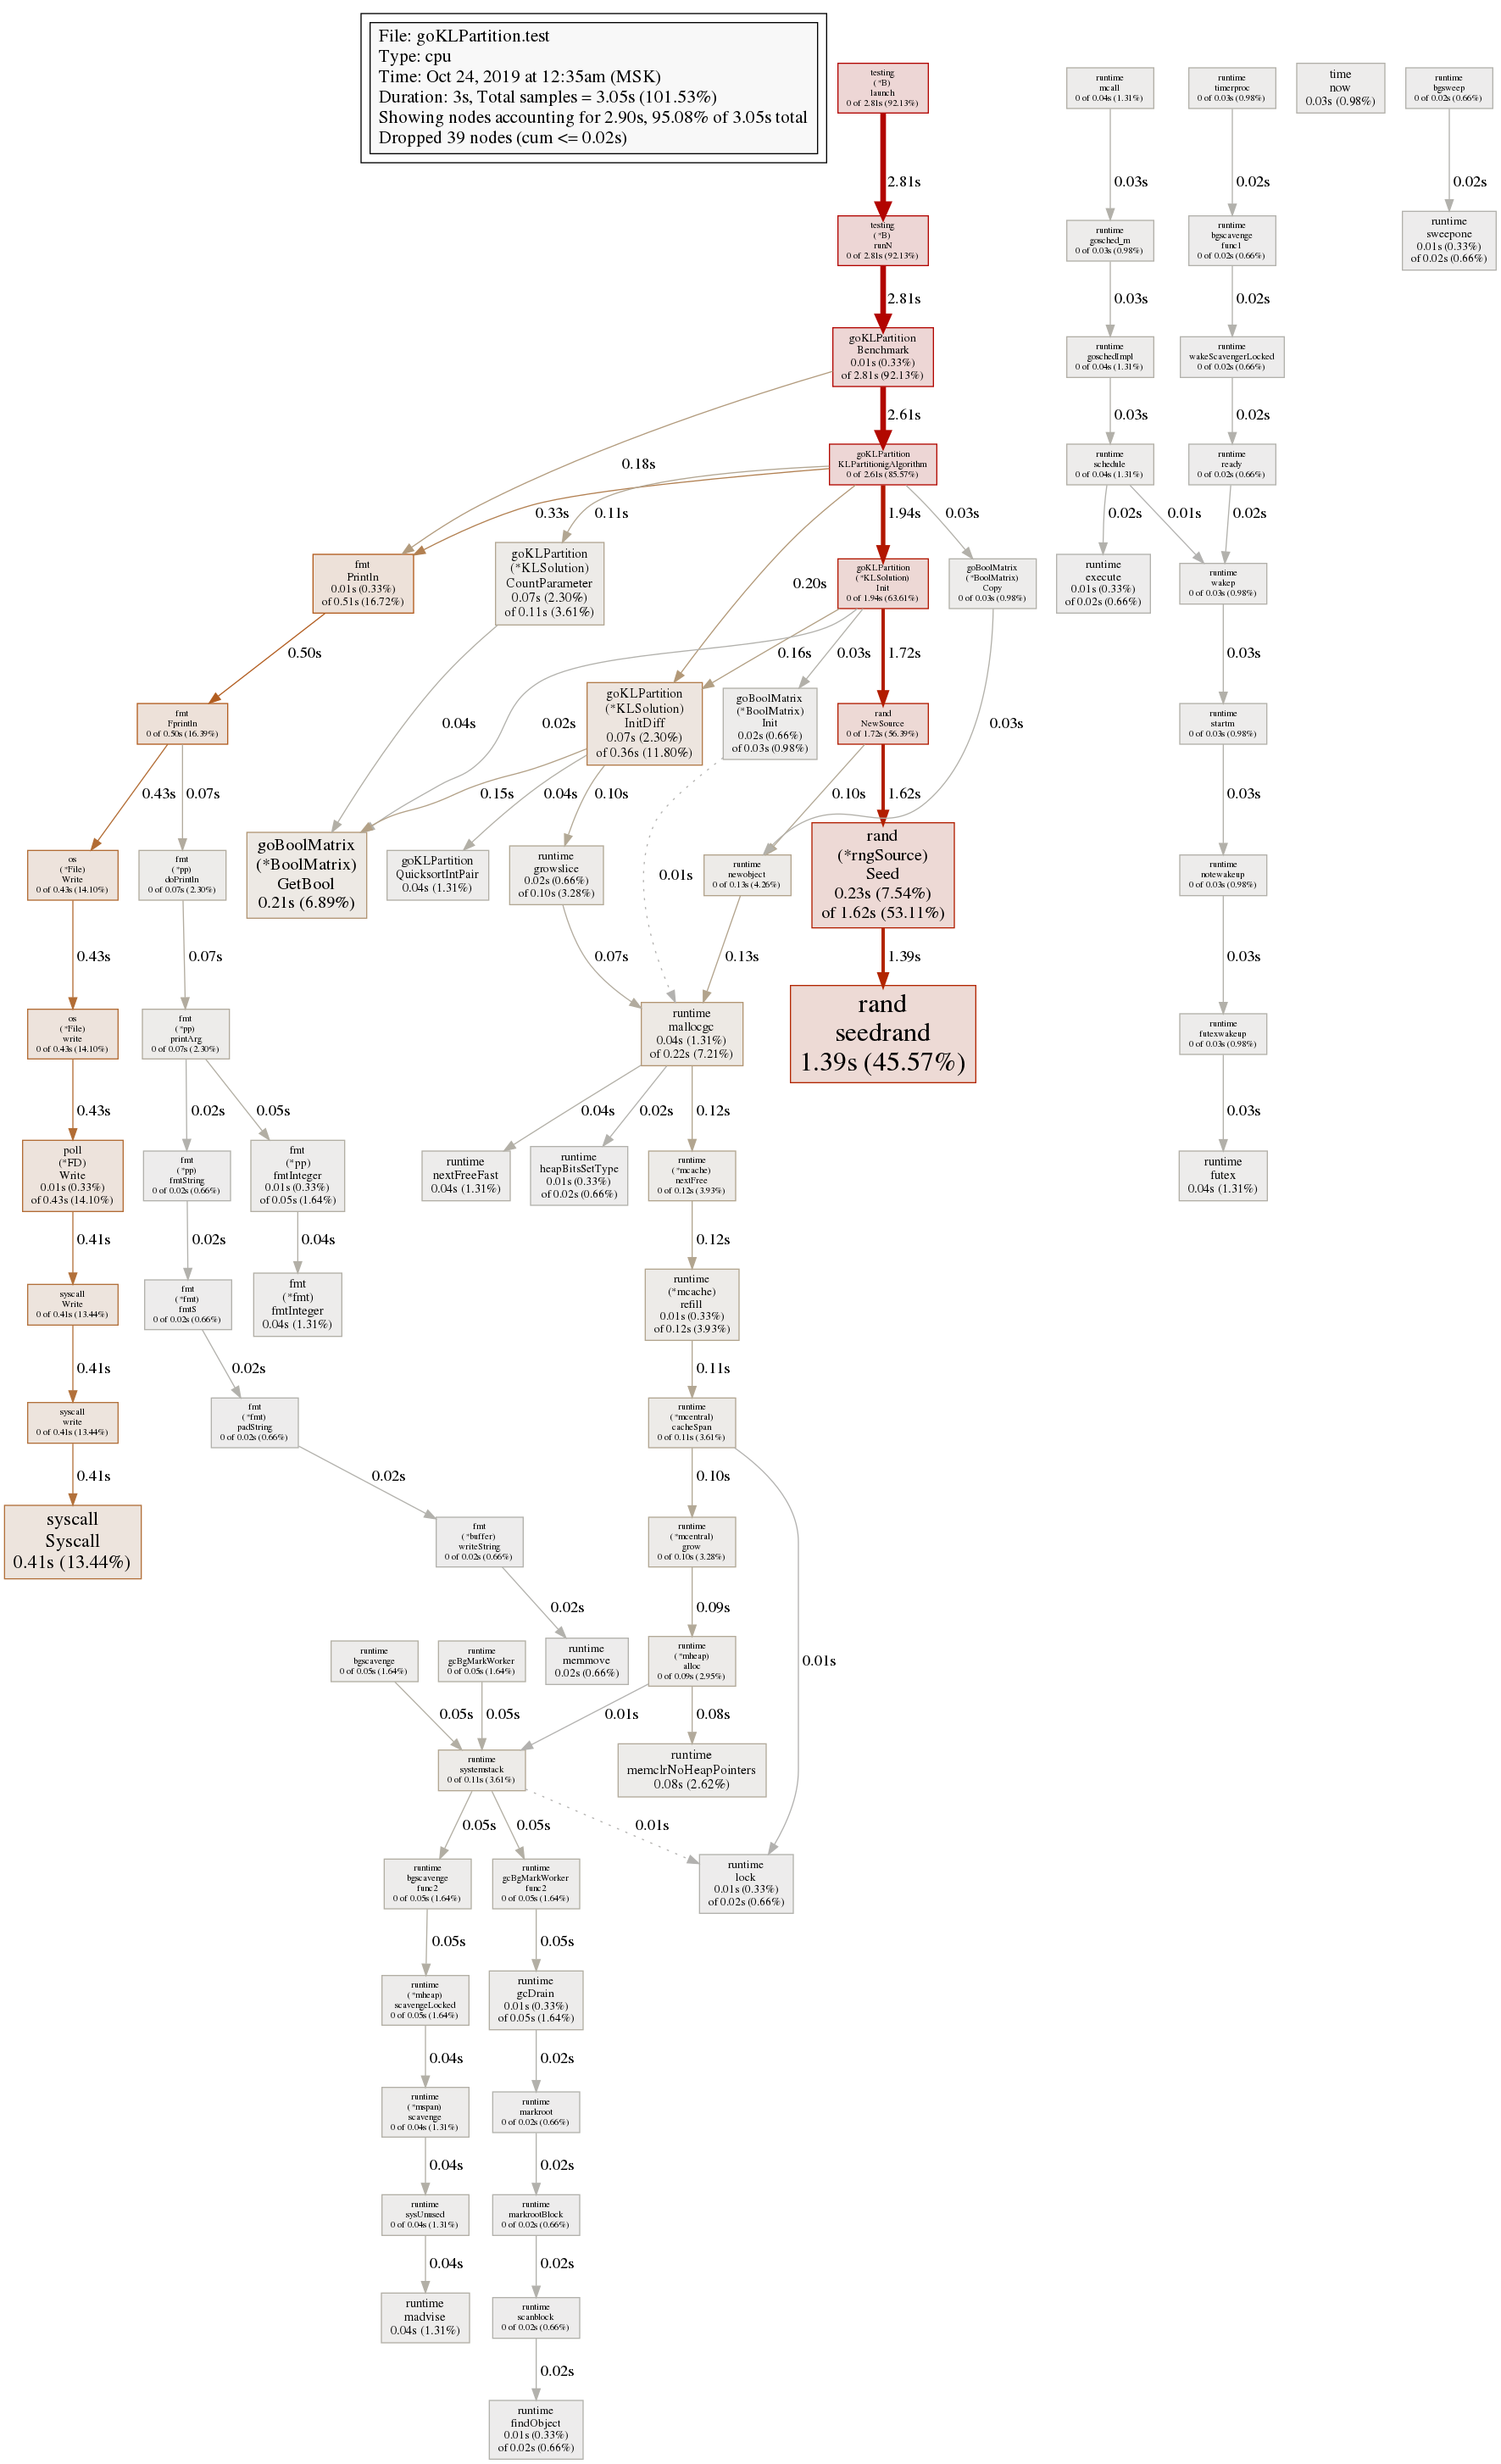 File: goKLPartition.test
Type: cpu
Time: Oct 24, 2019 at 12:35am (MSK)
Duration: 3s, Total samples = 3.05s (101.53%)
Showing nodes accounting for 2.90s, 95.08% of 3.05s total
Dropped 39 nodes (cum <= 0.02s)
testing
(*B)
launch
0 of 2.81s (92.13%)
runtime
mcall
0 of 0.04s (1.31%)
runtime
timerproc
0 of 0.03s (0.98%)
time
now
0.03s (0.98%)
runtime
bgsweep
0 of 0.02s (0.66%)
2.81s
0.03s
0.02s
0.02s
testing
(*B)
runN
0 of 2.81s (92.13%)
runtime
gosched_m
0 of 0.03s (0.98%)
runtime
bgscavenge
func1
0 of 0.02s (0.66%)
runtime
sweepone
0.01s (0.33%)
of 0.02s (0.66%)
2.81s
0.03s
0.02s
goKLPartition
Benchmark
0.01s (0.33%)
of 2.81s (92.13%)
runtime
goschedImpl
0 of 0.04s (1.31%)
runtime
wakeScavengerLocked
0 of 0.02s (0.66%)
2.61s
0.03s
0.02s
0.18s
goKLPartition
KLPartitionigAlgorithm
0 of 2.61s (85.57%)
runtime
schedule
0 of 0.04s (1.31%)
runtime
ready
0 of 0.02s (0.66%)
0.33s
0.11s
1.94s
0.03s
0.02s
0.01s
0.02s
fmt
Println
0.01s (0.33%)
of 0.51s (16.72%)
goKLPartition
(*KLSolution)
CountParameter
0.07s (2.30%)
of 0.11s (3.61%)
0.20s
goKLPartition
(*KLSolution)
Init
0 of 1.94s (63.61%)
goBoolMatrix
(*BoolMatrix)
Copy
0 of 0.03s (0.98%)
runtime
execute
0.01s (0.33%)
of 0.02s (0.66%)
runtime
wakep
0 of 0.03s (0.98%)
0.50s
0.16s
0.03s
1.72s
0.03s
fmt
Fprintln
0 of 0.50s (16.39%)
0.04s
0.02s
goKLPartition
(*KLSolution)
InitDiff
0.07s (2.30%)
of 0.36s (11.80%)
goBoolMatrix
(*BoolMatrix)
Init
0.02s (0.66%)
of 0.03s (0.98%)
rand
NewSource
0 of 1.72s (56.39%)
0.03s
runtime
startm
0 of 0.03s (0.98%)
0.43s
0.07s
0.15s
0.04s
0.10s
0.10s
1.62s
0.03s
os
(*File)
Write
0 of 0.43s (14.10%)
fmt
(*pp)
doPrintln
0 of 0.07s (2.30%)
goBoolMatrix
(*BoolMatrix)
GetBool
0.21s (6.89%)
goKLPartition
QuicksortIntPair
0.04s (1.31%)
runtime
growslice
0.02s (0.66%)
of 0.10s (3.28%)
0.01s
runtime
newobject
0 of 0.13s (4.26%)
rand
(*rngSource)
Seed
0.23s (7.54%)
of 1.62s (53.11%)
runtime
notewakeup
0 of 0.03s (0.98%)
0.43s
0.07s
0.07s
0.13s
1.39s
0.03s
os
(*File)
write
0 of 0.43s (14.10%)
fmt
(*pp)
printArg
0 of 0.07s (2.30%)
runtime
mallocgc
0.04s (1.31%)
of 0.22s (7.21%)
rand
seedrand
1.39s (45.57%)
runtime
futexwakeup
0 of 0.03s (0.98%)
0.43s
0.02s
0.05s
0.04s
0.02s
0.12s
0.03s
poll
(*FD)
Write
0.01s (0.33%)
of 0.43s (14.10%)
fmt
(*pp)
fmtString
0 of 0.02s (0.66%)
fmt
(*pp)
fmtInteger
0.01s (0.33%)
of 0.05s (1.64%)
runtime
nextFreeFast
0.04s (1.31%)
runtime
heapBitsSetType
0.01s (0.33%)
of 0.02s (0.66%)
runtime
(*mcache)
nextFree
0 of 0.12s (3.93%)
runtime
futex
0.04s (1.31%)
0.41s
0.02s
0.04s
0.12s
syscall
Write
0 of 0.41s (13.44%)
fmt
(*fmt)
fmtS
0 of 0.02s (0.66%)
fmt
(*fmt)
fmtInteger
0.04s (1.31%)
runtime
(*mcache)
refill
0.01s (0.33%)
of 0.12s (3.93%)
0.41s
0.02s
0.11s
syscall
write
0 of 0.41s (13.44%)
fmt
(*fmt)
padString
0 of 0.02s (0.66%)
runtime
(*mcentral)
cacheSpan
0 of 0.11s (3.61%)
0.41s
0.02s
0.10s
syscall
Syscall
0.41s (13.44%)
fmt
(*buffer)
writeString
0 of 0.02s (0.66%)
runtime
(*mcentral)
grow
0 of 0.10s (3.28%)
0.02s
0.09s
runtime
bgscavenge
0 of 0.05s (1.64%)
runtime
gcBgMarkWorker
0 of 0.05s (1.64%)
runtime
memmove
0.02s (0.66%)
runtime
(*mheap)
alloc
0 of 0.09s (2.95%)
0.01s
0.05s
0.05s
0.01s
0.08s
runtime
systemstack
0 of 0.11s (3.61%)
runtime
memclrNoHeapPointers
0.08s (2.62%)
0.05s
0.05s
0.01s
runtime
bgscavenge
func2
0 of 0.05s (1.64%)
runtime
gcBgMarkWorker
func2
0 of 0.05s (1.64%)
runtime
lock
0.01s (0.33%)
of 0.02s (0.66%)
0.05s
0.05s
runtime
(*mheap)
scavengeLocked
0 of 0.05s (1.64%)
runtime
gcDrain
0.01s (0.33%)
of 0.05s (1.64%)
0.04s
0.02s
runtime
(*mspan)
scavenge
0 of 0.04s (1.31%)
runtime
markroot
0 of 0.02s (0.66%)
0.04s
0.02s
runtime
sysUnused
0 of 0.04s (1.31%)
runtime
markrootBlock
0 of 0.02s (0.66%)
0.04s
0.02s
runtime
madvise
0.04s (1.31%)
runtime
scanblock
0 of 0.02s (0.66%)
0.02s
runtime
findObject
0.01s (0.33%)
of 0.02s (0.66%)